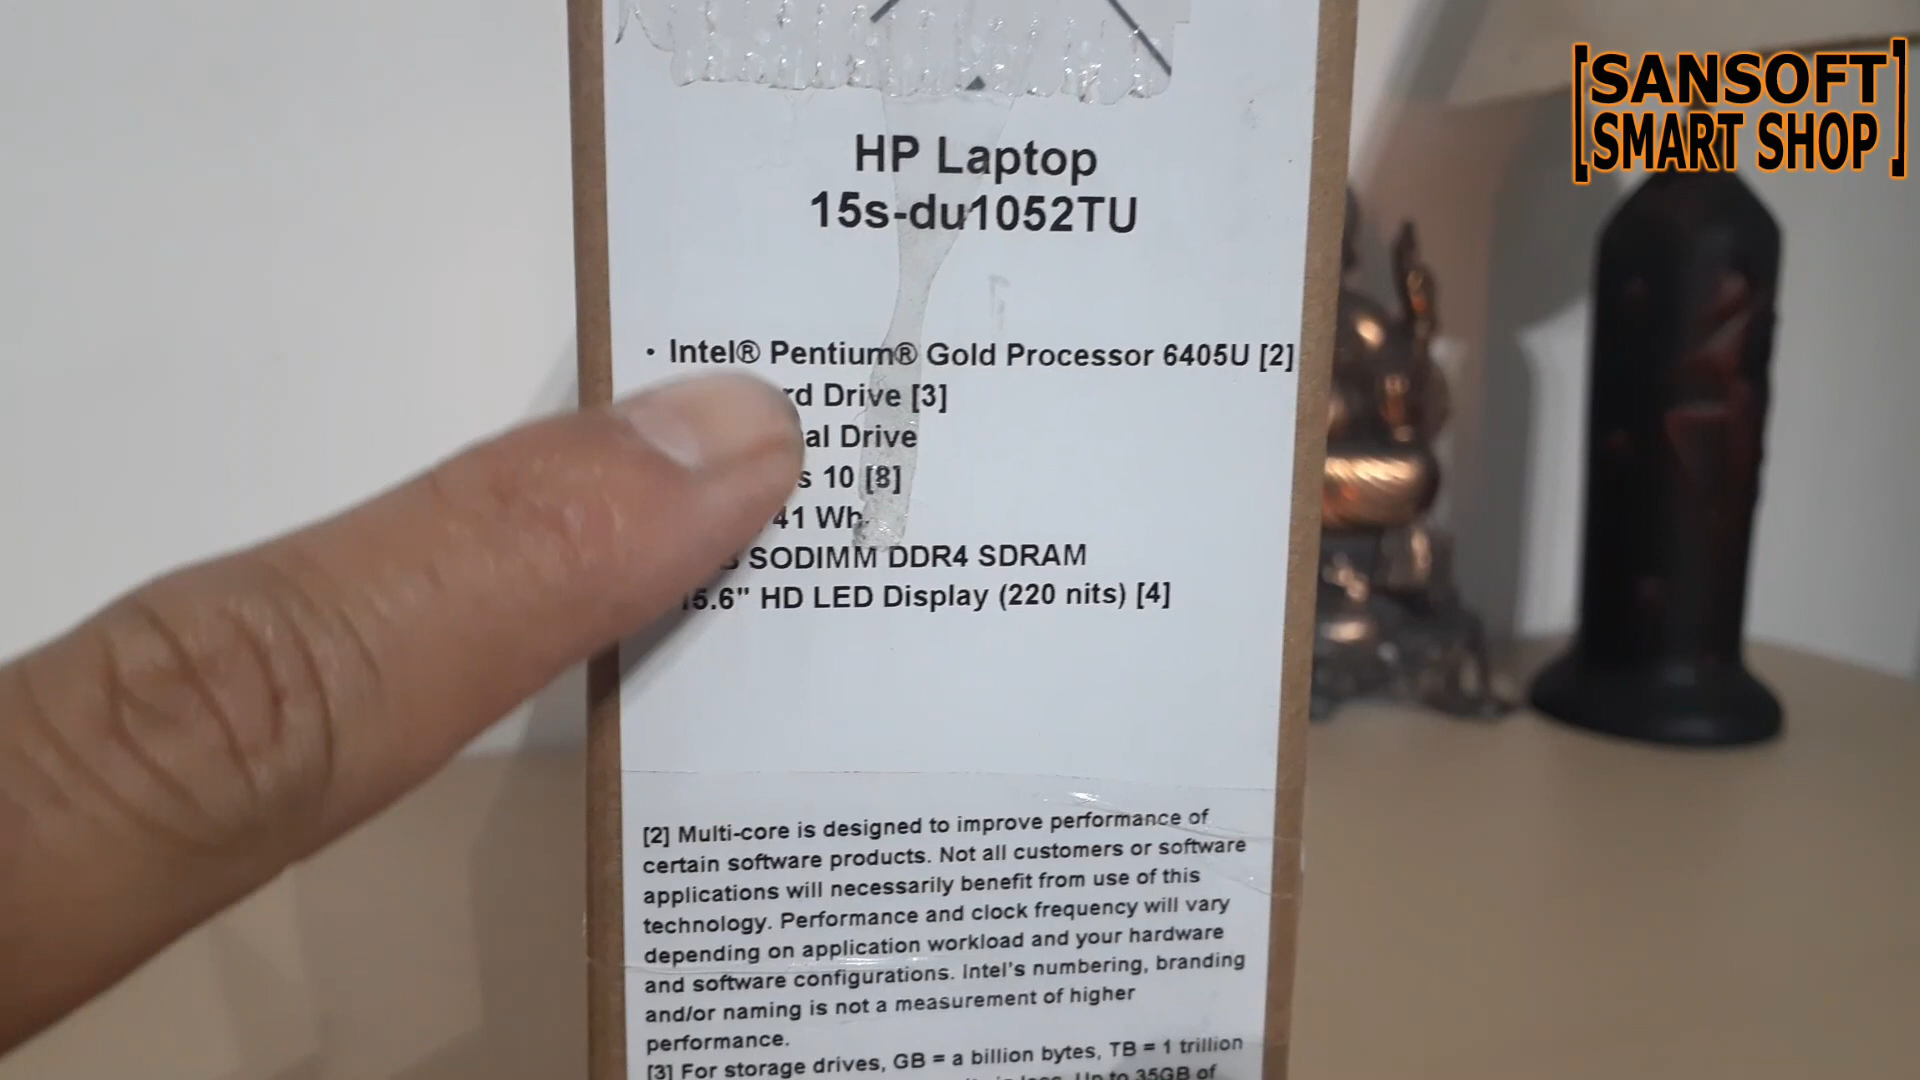 [SANSOFT
SMART SHOP]
HP Laptop
15s-du1052TU
• Intel® Pentium® Gold Processor 6405U [2]
Drive [3]
Drive
10 [8]
41 Wh
SODIMM DDR4 SDRAM
15.6" HD LED Display (220 nits) [4]
[2] Multi-core is designed to improve performance of
certain software products. Not all customers or software
applications will necessarily benefit from use of this
technology. Performance and clock frequency will vary
depending on application workload and your hardware
and software configurations. Intel's numbering, branding
and/or naming is not a measurement of higher
performance.
[3] For storage drives, GB = a billion bytes, TB = 1 trillion
Up to 35GB of